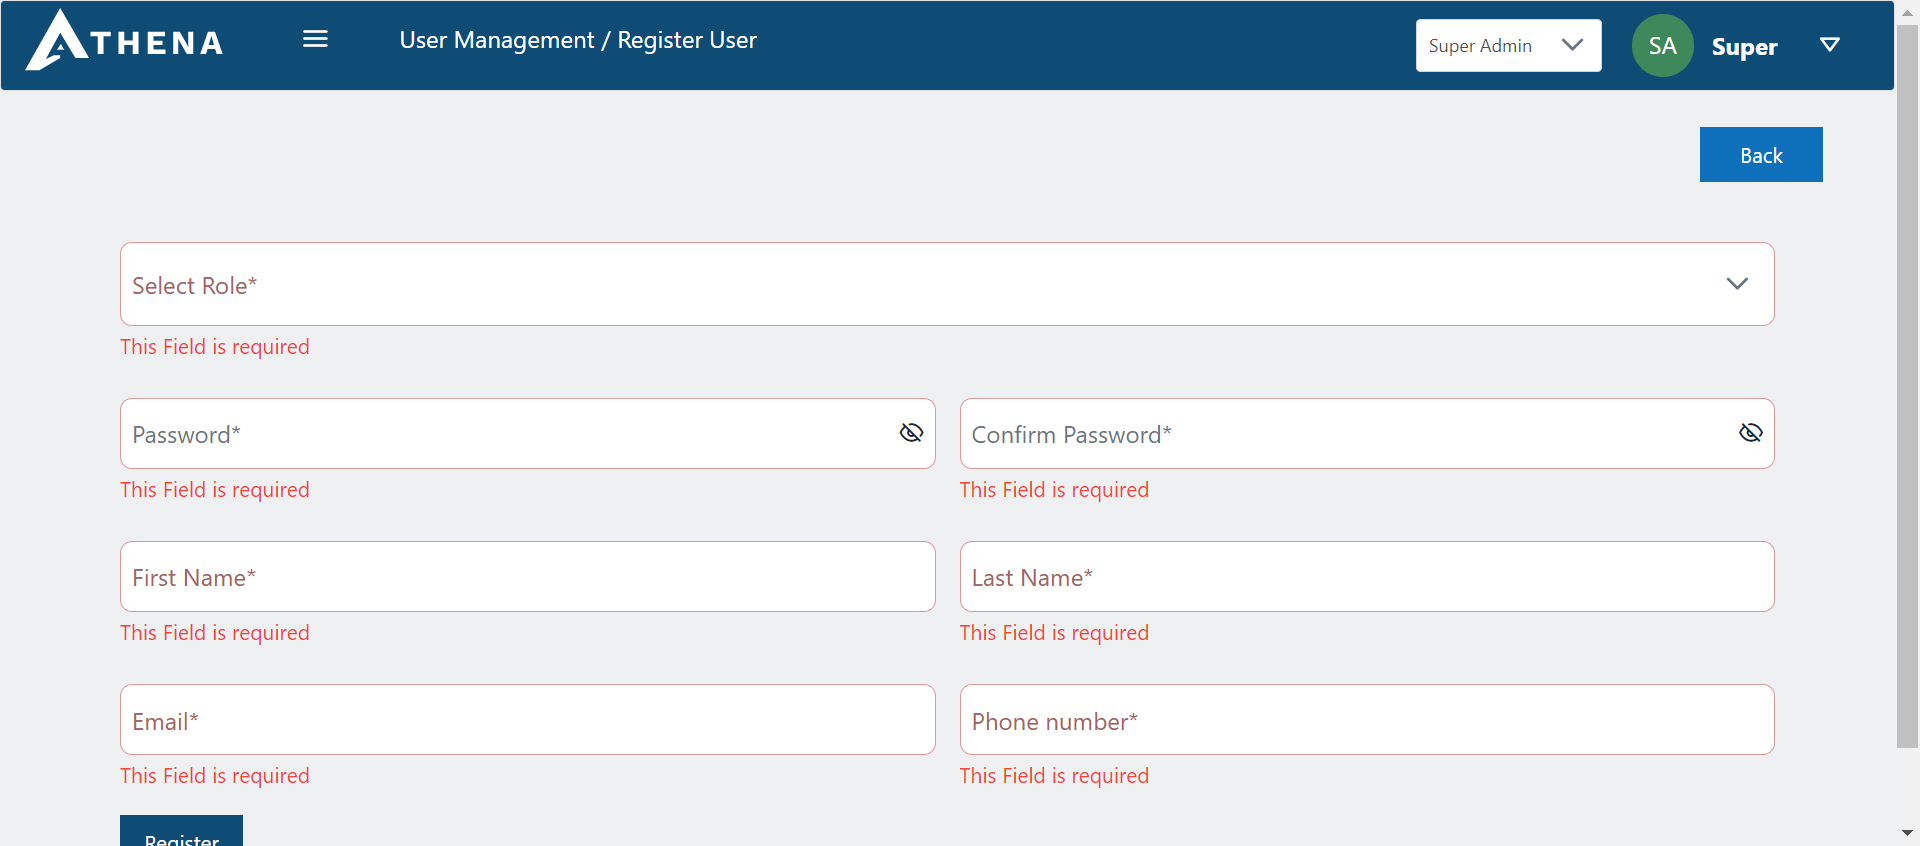 ATHENA
User Management / Register User
Super Admin
SA
Super
Back
Select Role*
This Field is required
Password*
Confirm Password*
This Field is required
This Field is required
First Name*
Last Name*
This Field is required
This Field is required
Email*
Phone number*
This Field is required
This Field is required
Register